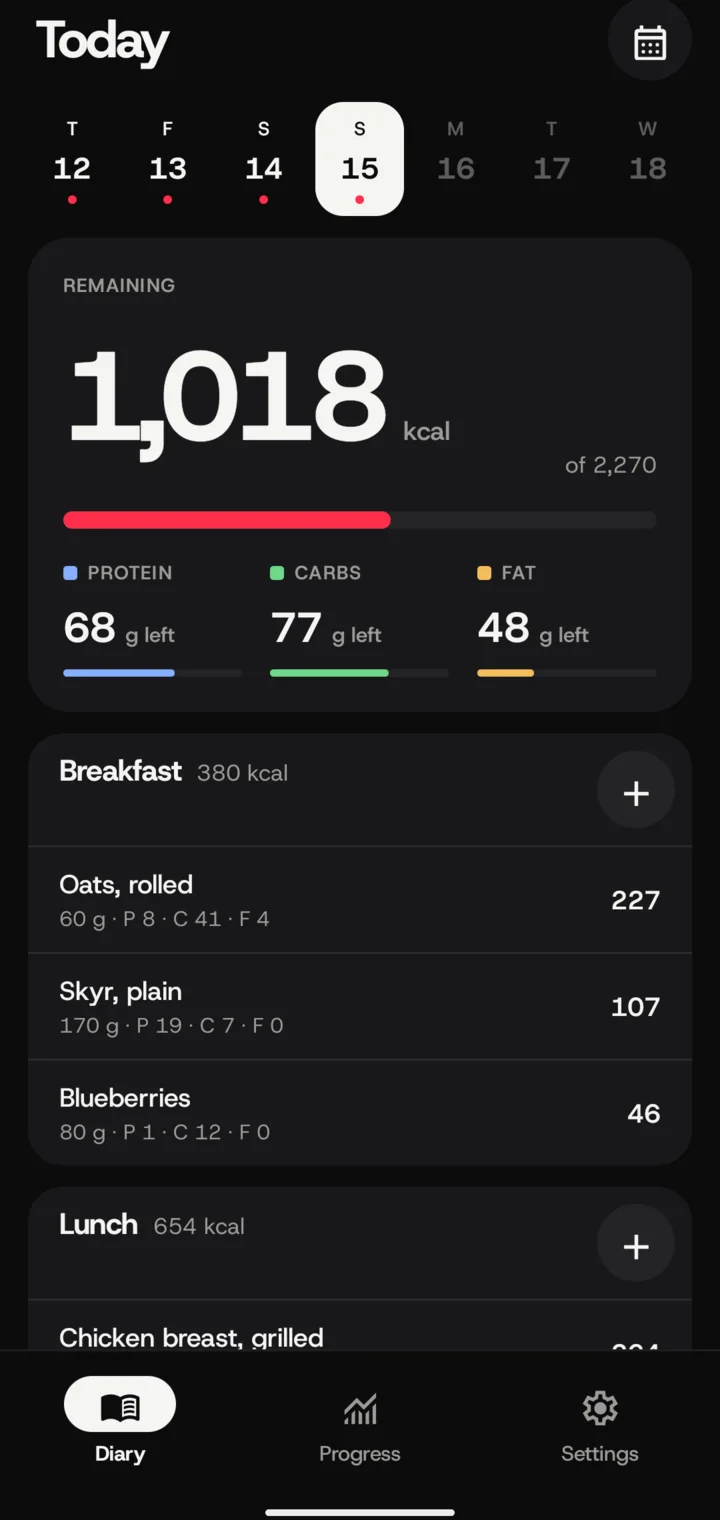 Today
T F S S M T W
12 13 14 15 16 17 18
REMAINING
1,018 kcal
of 2,270
PROTEIN CARBS FAT
68 g left 77 g left 48 g left
Breakfast 380 kcal
+
Oats, rolled
227
60 g · P 8 · C 41 · F 4
Skyr, plain
107
170 g · P 19 · C 7 · F 0
Blueberries
46
80 g · P 1 · C 12 · F 0
Lunch 654 kcal
+
Chicken breast, grilled
Diary Progress Settings